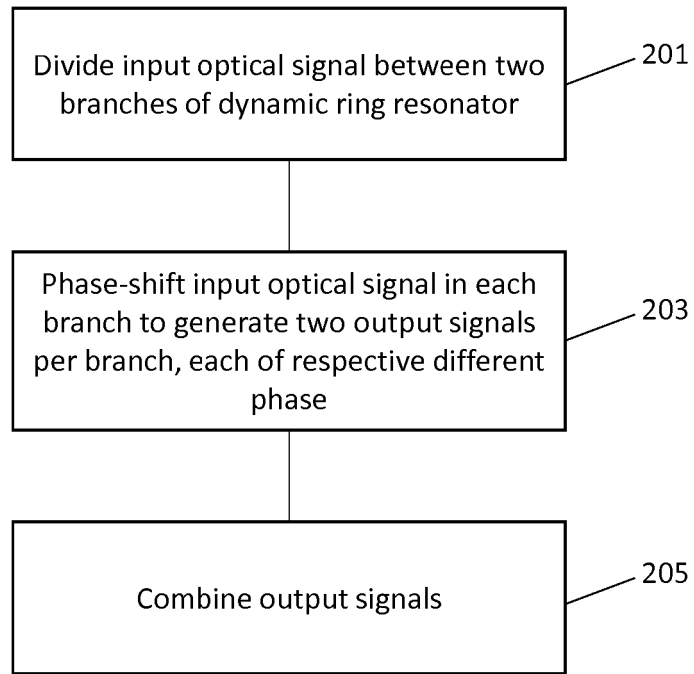 Divide input optical signal between two
branches of dynamic ring resonator
201
Phase-shift input optical signal in each
branch to generate two output signals
per branch, each of respective different
phase
203
Combine output signals
205